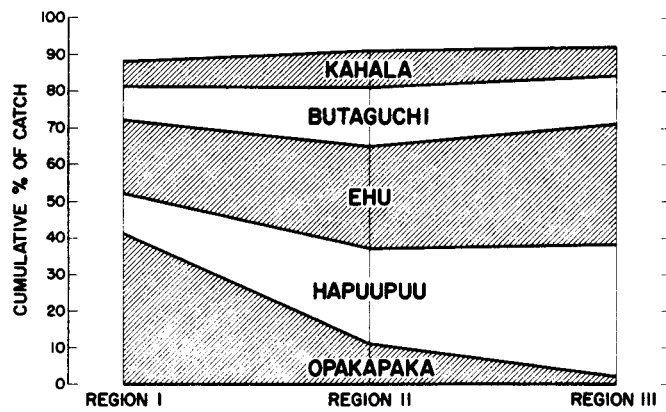 CUMULATIVE % OF CATCH
100
90
80
70
60
50
40
30
20
10
0
KAHALA
BUTAGUCHI
EHU
HAPUUPUU
OPAKAPAKA
REGION I REGION II REGION III